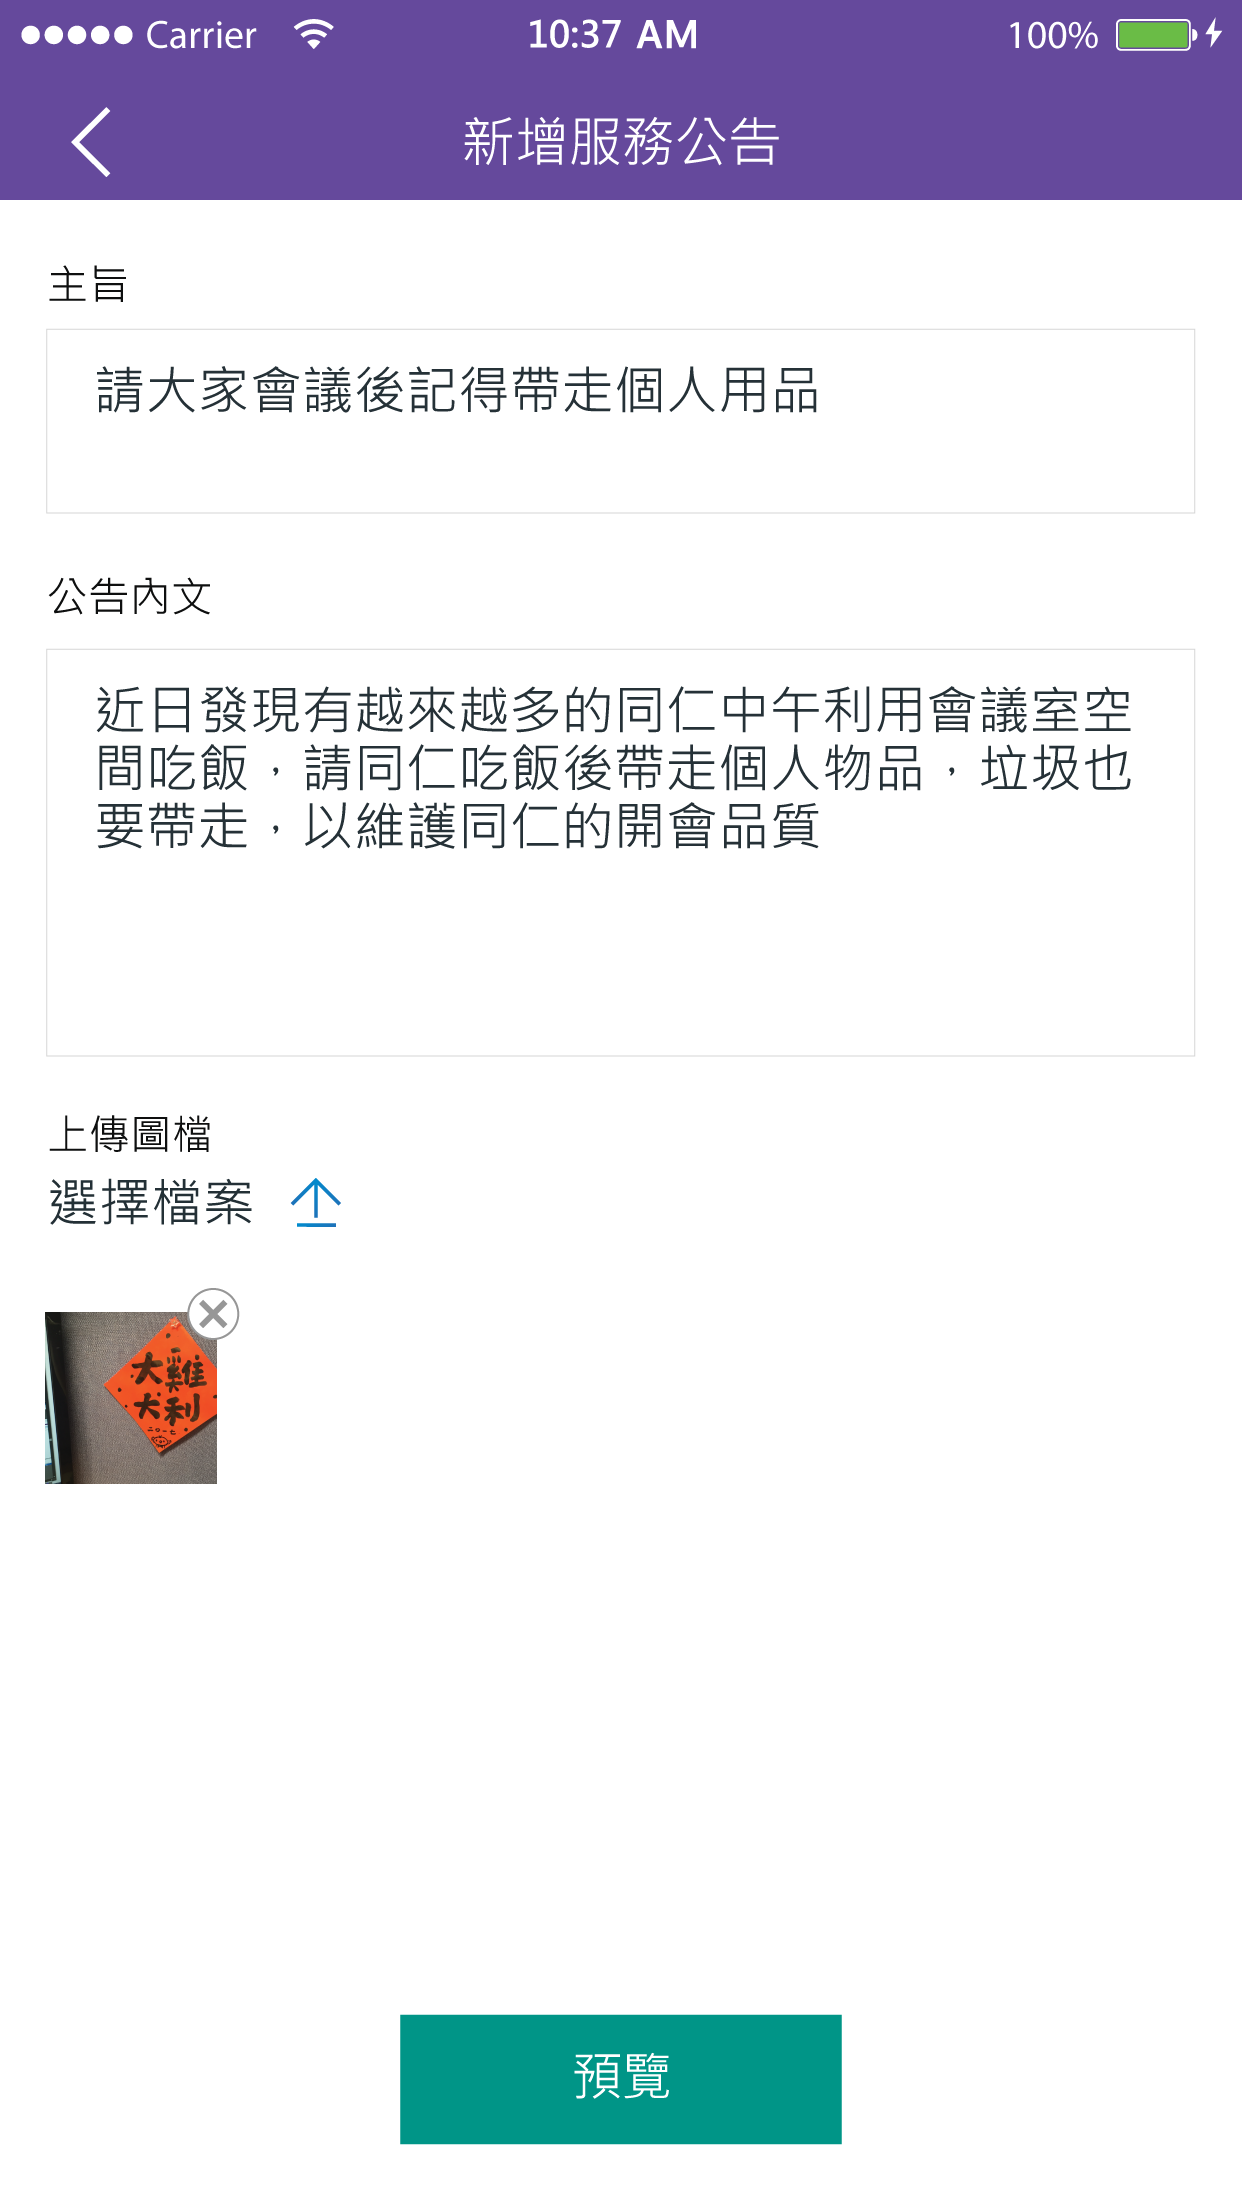 Carrier 10:37 AM 100%
新增服務公告
主旨
請大家會議後記得帶走個人用品
公告內文
近日發現有越來越多的同仁中午利用會議室空
間吃飯，請同仁吃飯後帶走個人物品，垃圾也
要帶走，以維護同仁的開會品質
上傳圖檔
選擇檔案
大雞
大利
二〇一七
預覽